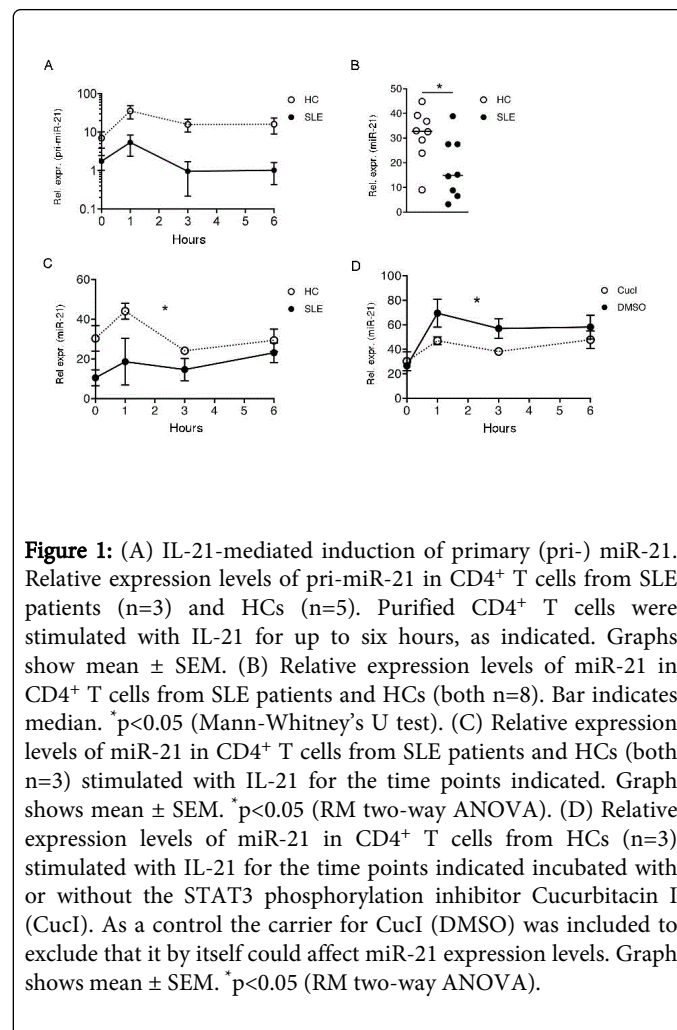 A
Rel. expr. (pri-miR-21)
100
10
1
0.1
0 1 2 3 4 5 6
Hours
HC
SLE
B
Rel. expr. (miR-21)
50
40
30
20
10
0
*
HC
SLE
C
Rel expr. (miR-21)
60
40
20
0
0 1 2 3 4 5 6
Hours
*
HC
SLE
D
Rel. expr. (miR-21)
100
80
60
40
20
0
0 1 2 3 4 5 6
Hours
*
CucI
DMSO
Figure 1: (A) IL-21-mediated induction of primary (pri-) miR-21.
Relative expression levels of pri-miR-21 in CD4⁺ T cells from SLE
patients (n=3) and HCs (n=5). Purified CD4⁺ T cells were
stimulated with IL-21 for up to six hours, as indicated. Graphs
show mean ± SEM. (B) Relative expression levels of miR-21 in
CD4⁺ T cells from SLE patients and HCs (both n=8). Bar indicates
median. *p<0.05 (Mann-Whitney's U test). (C) Relative expression
levels of miR-21 in CD4⁺ T cells from SLE patients and HCs (both
n=3) stimulated with IL-21 for the time points indicated. Graph
shows mean ± SEM. *p<0.05 (RM two-way ANOVA). (D) Relative
expression levels of miR-21 in CD4⁺ T cells from HCs (n=3)
stimulated with IL-21 for the time points indicated incubated with
or without the STAT3 phosphorylation inhibitor Cucurbitacin I
(CucI). As a control the carrier for CucI (DMSO) was included to
exclude that it by itself could affect miR-21 expression levels. Graph
shows mean ± SEM. *p<0.05 (RM two-way ANOVA).